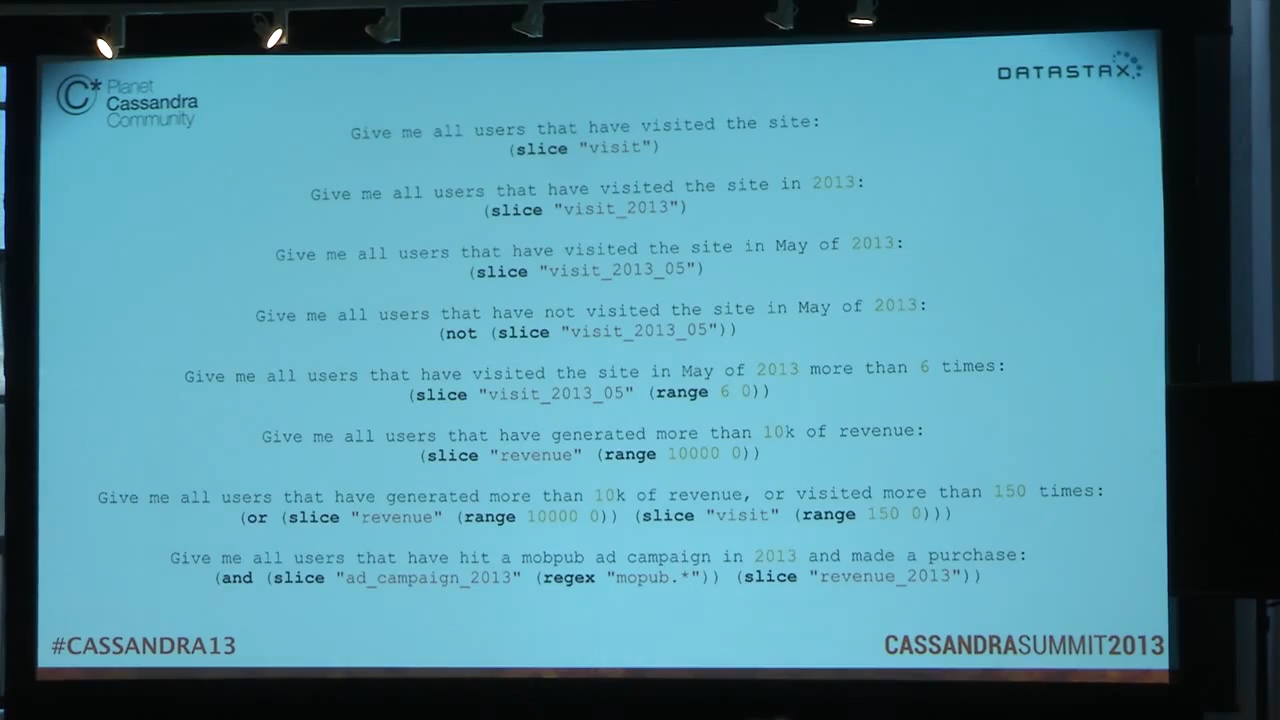 Planet
Cassandra
Community
DATASTAX
Give me all users that have visited the site:
(slice "visit")
Give me all users that have visited the site in 2013:
(slice "visit_2013")
Give me all users that have visited the site in May of 2013:
(slice "visit_2013_05")
Give me all users that have not visited the site in May of 2013:
(not (slice "visit_2013_05"))
Give me all users that have visited the site in May of 2013 more than 6 times:
(slice "visit_2013_05" (range 6 0))
Give me all users that have generated more than 10k of revenue:
(slice "revenue" (range 10000 0))
Give me all users that have generated more than 10k of revenue, or visited more than 150 times:
(or (slice "revenue" (range 10000 0)) (slice "visit" (range 150 0)))
Give me all users that have hit a mobpub ad campaign in 2013 and made a purchase:
(and (slice "ad_campaign_2013" (regex "mopub.*")) (slice "revenue_2013"))
#CASSANDRA13
CASSANDRASUMMIT2013